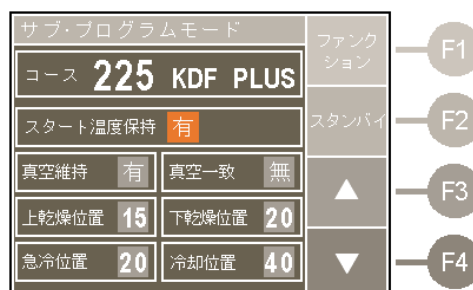 サブ･プログラムモード
コース 225 KDF PLUS
スタート温度保持 有
真空維持 有 真空一致 無
上乾燥位置 15 下乾燥位置 20
急冷位置 20 冷却位置 40
ファンク
ション
スタンバイ
▲
▼
F1
F2
F3
F4